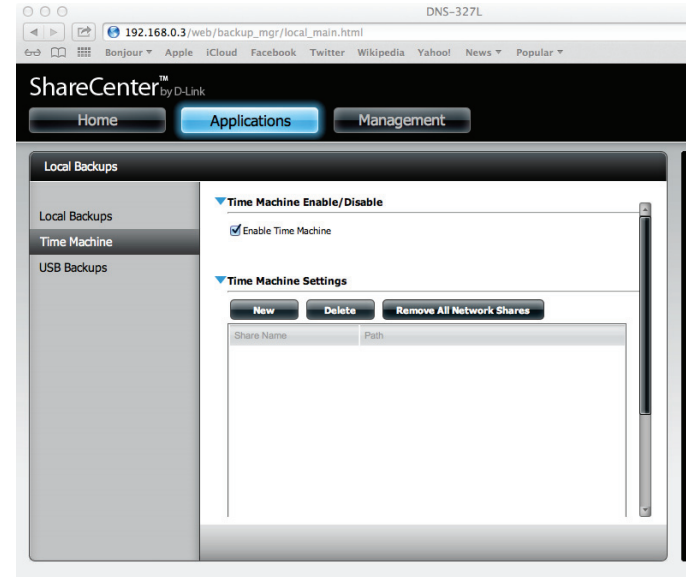 DNS-327L
192.168.0.3/web/backup_mgr/local_main.html
Bonjour Apple iCloud Facebook Twitter Wikipedia Yahoo! News Popular
ShareCenter™ by D-Link
Home Applications Management
Local Backups
Local Backups
Time Machine
USB Backups
Time Machine Enable/Disable
Enable Time Machine
Time Machine Settings
New Delete Remove All Network Shares
Share Name Path